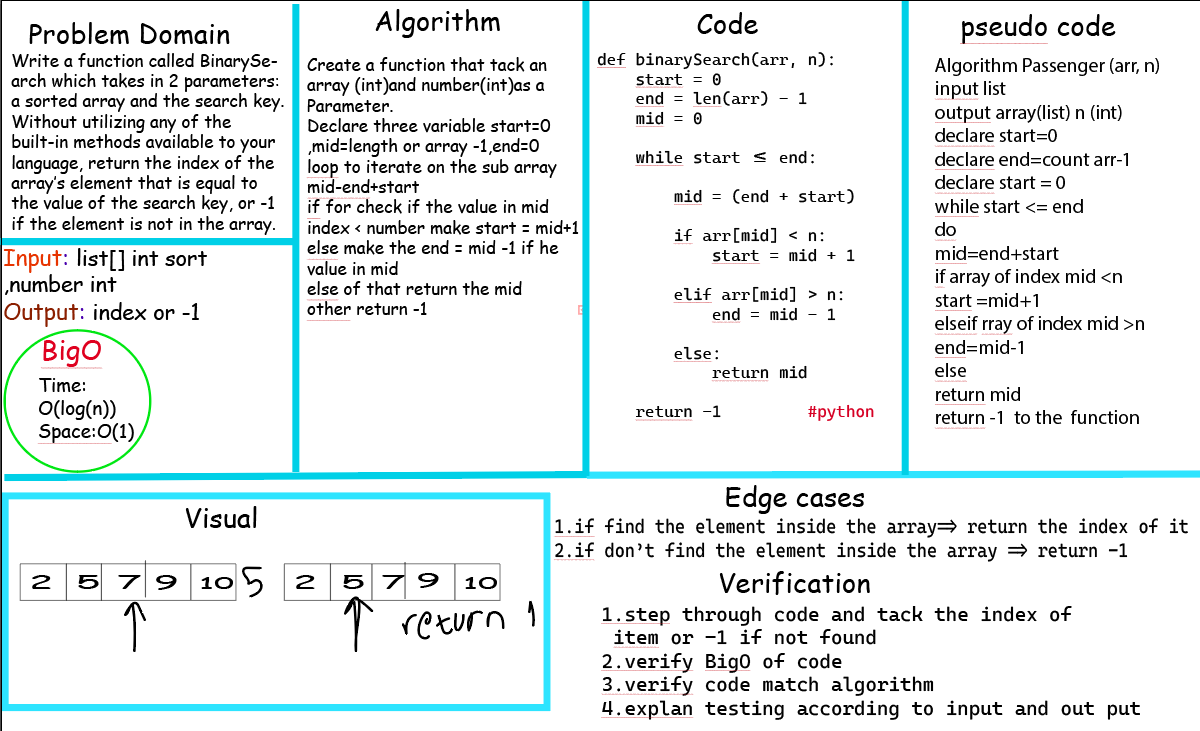 Problem Domain
Write a function called BinarySe-
arch which takes in 2 parameters:
a sorted array and the search key.
Without utilizing any of the
built-in methods available to your
language, return the index of the
array's element that is equal to
the value of the search key, or -1
if the element is not in the array.
Input: list[] int sort
,number int
Output: index or -1
BigO
Time:
O(log(n))
Space:O(1)
Algorithm
Create a function that tack an
array (int)and number(int)as a
Parameter.
Declare three variable start=0
,mid=length or array -1,end=0
loop to iterate on the sub array
mid-end+start
if for check if the value in mid
index < number make start = mid+1
else make the end = mid -1 if he
value in mid
else of that return the mid
other return -1
Code
def binarySearch(arr, n):
start = 0
end = len(arr) - 1
mid = 0
while start ≤ end:
mid = (end + start)
if arr[mid] < n:
start = mid + 1
elif arr[mid] > n:
end = mid - 1
else:
return mid
return -1 #python
pseudo code
Algorithm Passenger (arr, n)
input list
output array(list) n (int)
declare start=0
declare end=count arr-1
declare start = 0
while start <= end
do
mid=end+start
if array of index mid <n
start =mid+1
elseif rray of index mid >n
end=mid-1
else
return mid
return -1 to the function
Visual
2 5 7 9 10 5 2 5 7 9 10
return 1
Edge cases
1.if find the element inside the array⇒ return the index of it
2.if don't find the element inside the array ⇒ return -1
Verification
1.step through code and tack the index of
item or -1 if not found
2.verify BigO of code
3.verify code match algorithm
4.explan testing according to input and out put